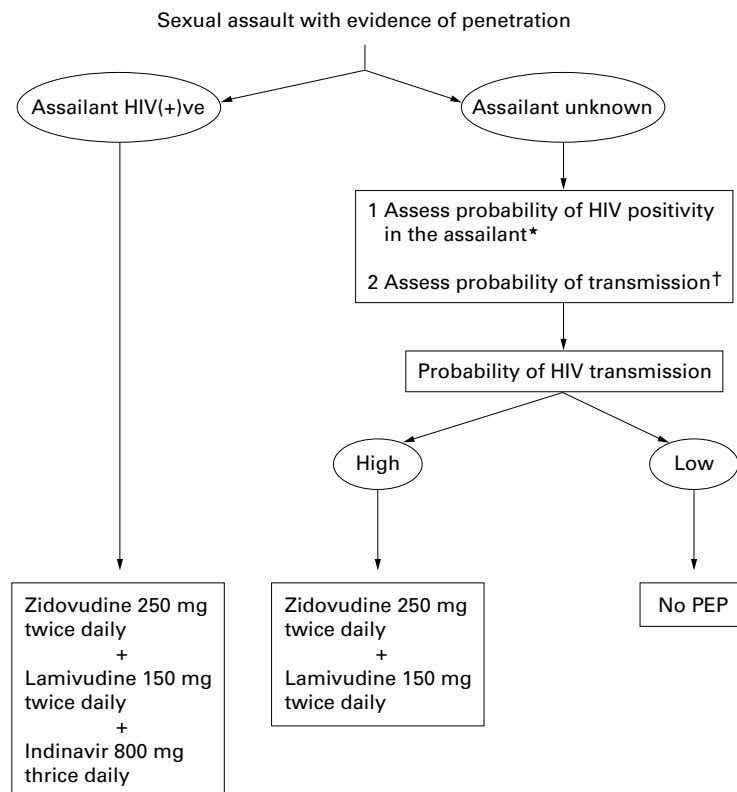 Sexual assault with evidence of penetration
Assailant HIV(+)ve
Assailant unknown
1 Assess probability of HIV positivity
in the assailant*
2 Assess probability of transmission†
Probability of HIV transmission
High
Low
Zidovudine 250 mg
twice daily
+
Lamivudine 150 mg
twice daily
+
Indinavir 800 mg
thrice daily
Zidovudine 250 mg
twice daily
+
Lamivudine 150 mg
twice daily
No PEP